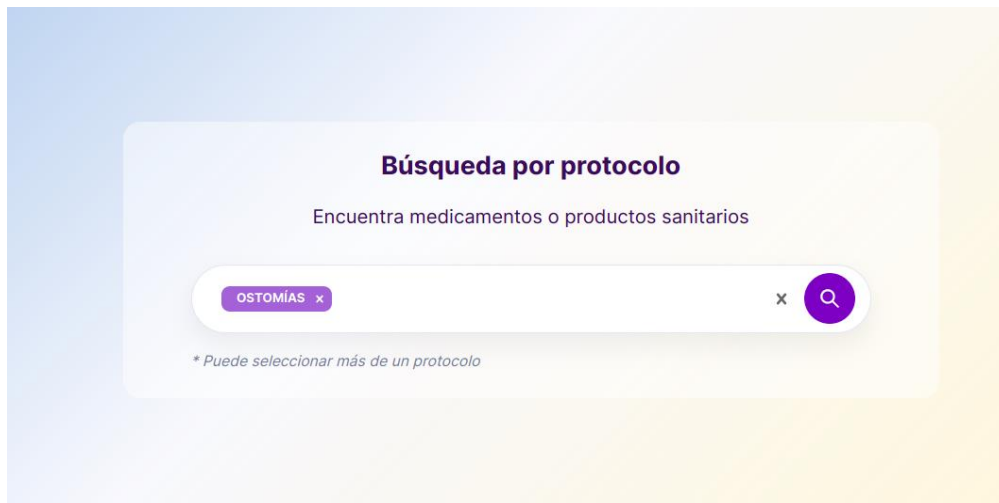 Búsqueda por protocolo
Encuentra medicamentos o productos sanitarios
OSTOMÍAS ×
* Puede seleccionar más de un protocolo